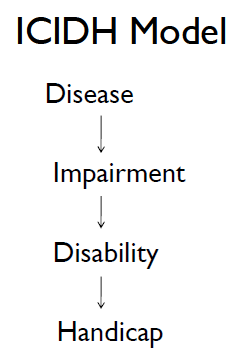 ICIDH Model
Disease
Impairment
Disability
Handicap